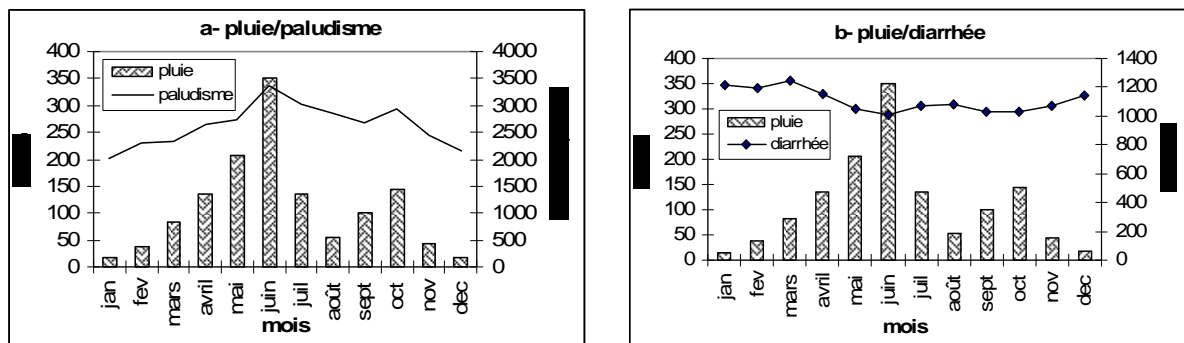 a- pluie/paludisme
400
350
300
250
200
150
100
50
0
pluie
paludisme
4000
3500
3000
2500
2000
1500
1000
500
0
jan
fev
mars
avril
mai
juin
juil
août
sept
oct
nov
dec
mois
b- pluie/diarrhée
400
350
300
250
200
150
100
50
0
pluie
diarrhée
1400
1200
1000
800
600
400
200
0
jan
fev
mars
avril
mai
juin
juil
août
sept
oct
nov
dec
mois